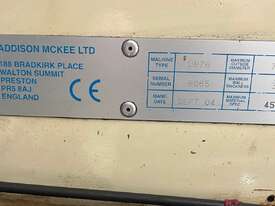 ADDISON MCKEE LTD
188 BRADKIRK PLACE
WALTON SUMMIT
PRESTON
PR5 8AJ
ENGLAND
CE
MACHINE TYPE
SERIAL NUMBER
MANF. DATE
SEPT 04
MAXIMUM OUTSIDE DIAMETER
MAXIMUM WALL THICKNESS
MAXIMUM MATERIAL SPEC
45